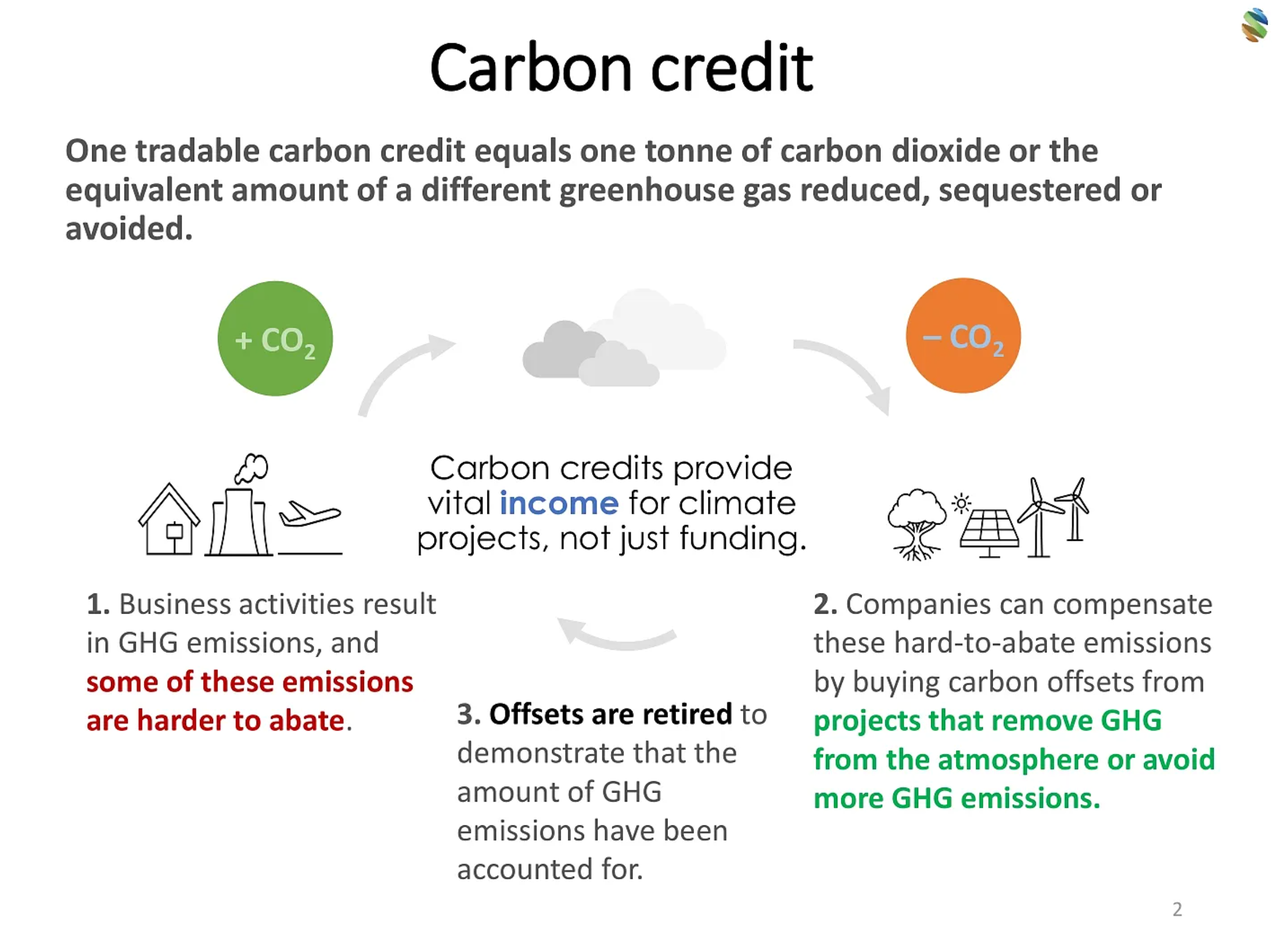 Carbon credit
One tradable carbon credit equals one tonne of carbon dioxide or the
equivalent amount of a different greenhouse gas reduced, sequestered or
avoided.
+ CO₂
– CO₂
Carbon credits provide
vital income for climate
projects, not just funding.
1. Business activities result
in GHG emissions, and
some of these emissions
are harder to abate.
2. Companies can compensate
these hard-to-abate emissions
by buying carbon offsets from
projects that remove GHG
from the atmosphere or avoid
more GHG emissions.
3. Offsets are retired to
demonstrate that the
amount of GHG
emissions have been
accounted for.
2